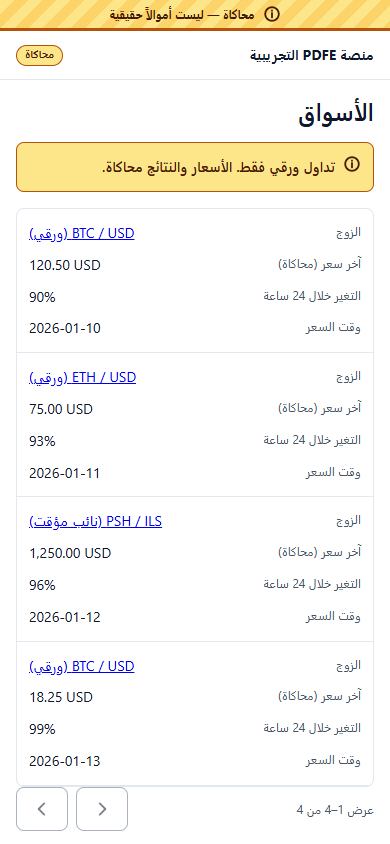 محاكاة — ليست أموالاً حقيقية
منصة PDFE التجريبية
محاكاة
الأسواق
تداول ورقي فقط. الأسعار والنتائج محاكاة.
الزوج
BTC / USD (ورقي)
آخر سعر (محاكاة)
120.50 USD
التغير خلال 24 ساعة
90%
وقت السعر
2026-01-10
الزوج
ETH / USD (ورقي)
آخر سعر (محاكاة)
75.00 USD
التغير خلال 24 ساعة
93%
وقت السعر
2026-01-11
الزوج
PSH / ILS (نائب مؤقت)
آخر سعر (محاكاة)
1,250.00 USD
التغير خلال 24 ساعة
96%
وقت السعر
2026-01-12
الزوج
BTC / USD (ورقي)
آخر سعر (محاكاة)
18.25 USD
التغير خلال 24 ساعة
99%
وقت السعر
2026-01-13
عرض 1–4 من 4